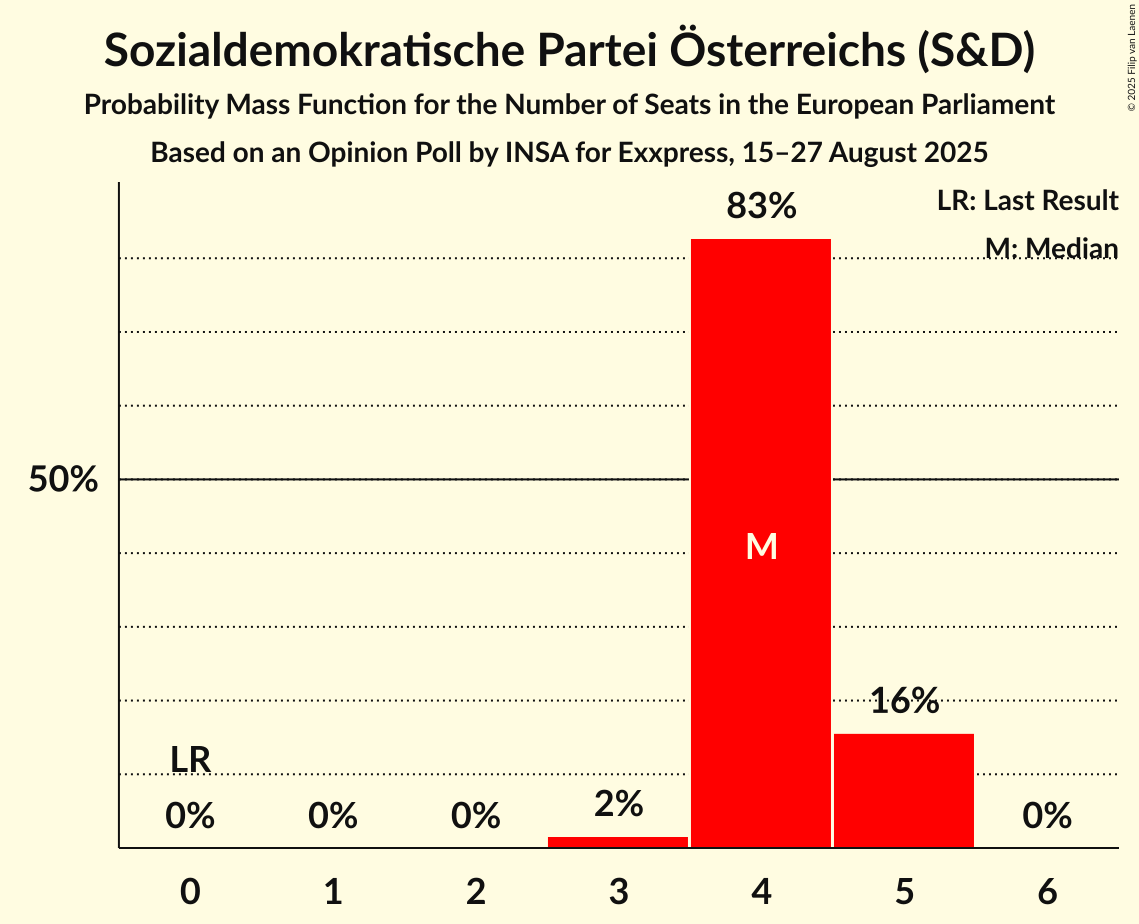 Sozialdemokratische Partei Österreichs (S&D)
Probability Mass Function for the Number of Seats in the European Parliament
Based on an Opinion Poll by INSA for Exxpress, 15–27 August 2025
© 2025 Filip van Laenen
LR: Last Result
M: Median
83%
50%
M
16%
LR
2%
0% 0% 0% 0%
0 1 2 3 4 5 6